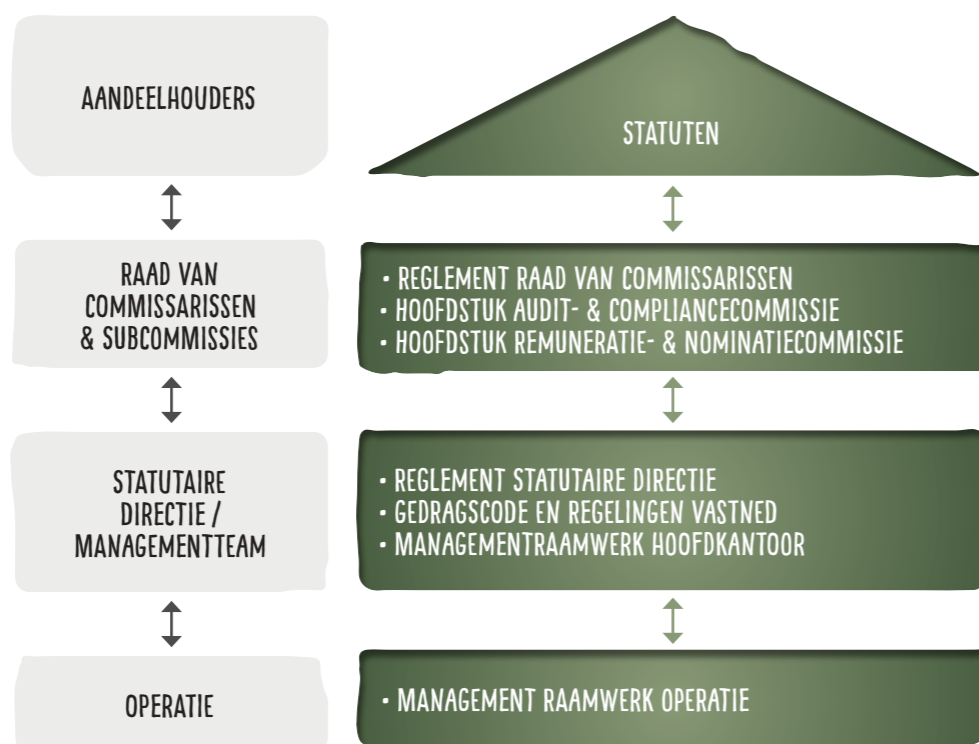 AANDEELHOUDERS
STATUTEN
RAAD VAN
COMMISSARISSEN
& SUBCOMMISSIES
• REGLEMENT RAAD VAN COMMISSARISSEN
• HOOFDSTUK AUDIT- & COMPLIANCECOMMISSIE
• HOOFDSTUK REMUNERATIE- & NOMINATIECOMMISSIE
STATUTAIRE
DIRECTIE /
MANAGEMENTTEAM
• REGLEMENT STATUTAIRE DIRECTIE
• GEDRAGSCODE EN REGELINGEN VASTNED
• MANAGEMENTRAAMWERK HOOFDKANTOOR
OPERATIE
• MANAGEMENT RAAMWERK OPERATIE